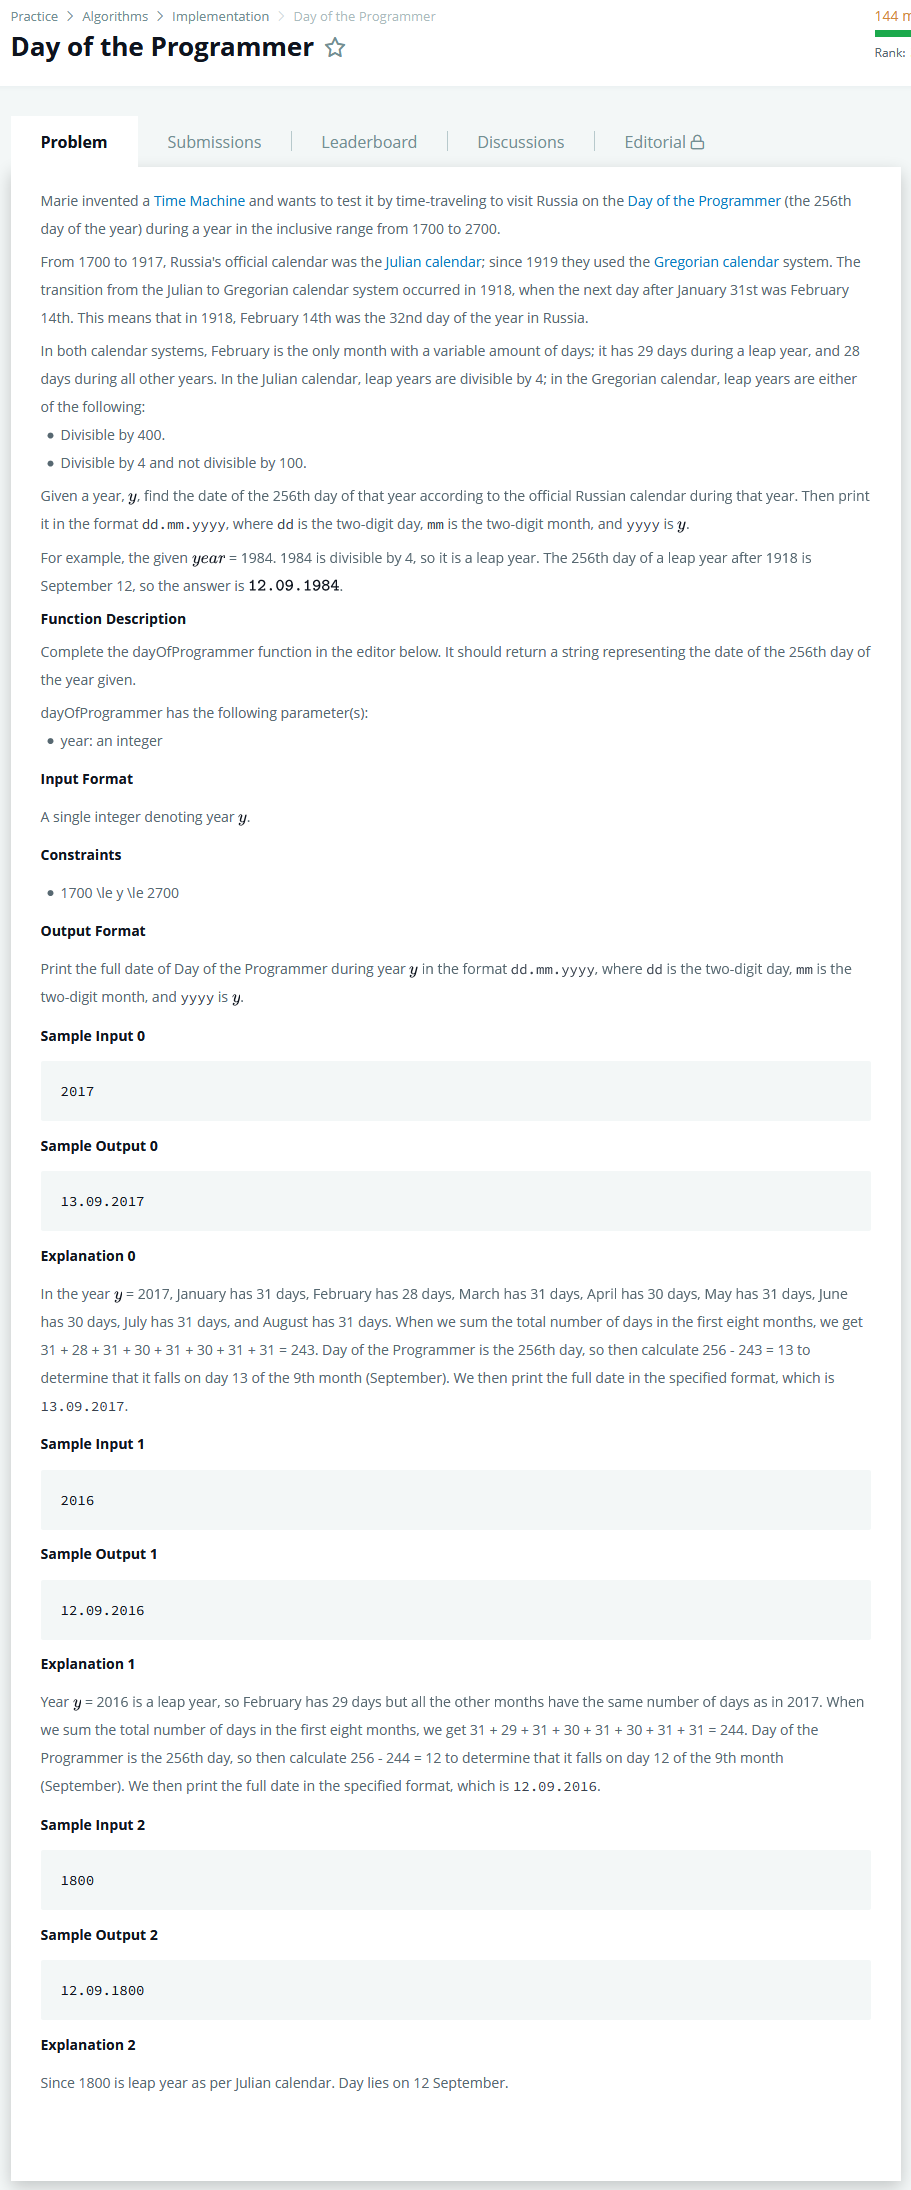 Practice > Algorithms > Implementation > Day of the Programmer
144
Day of the Programmer
Rank:
Problem
Submissions
Leaderboard
Discussions
Editorial
Marie invented a Time Machine and wants to test it by time-traveling to visit Russia on the Day of the Programmer (the 256th
day of the year) during a year in the inclusive range from 1700 to 2700.
From 1700 to 1917, Russia's official calendar was the Julian calendar; since 1919 they used the Gregorian calendar system. The
transition from the Julian to Gregorian calendar system occurred in 1918, when the next day after January 31st was February
14th. This means that in 1918, February 14th was the 32nd day of the year in Russia.
In both calendar systems, February is the only month with a variable amount of days; it has 29 days during a leap year, and 28
days during all other years. In the Julian calendar, leap years are divisible by 4; in the Gregorian calendar, leap years are either
of the following:
• Divisible by 400.
• Divisible by 4 and not divisible by 100.
Given a year, y, find the date of the 256th day of that year according to the official Russian calendar during that year. Then print
it in the format dd.mm.yyyy, where dd is the two-digit day, mm is the two-digit month, and yyyy is y.
For example, the given year = 1984. 1984 is divisible by 4, so it is a leap year. The 256th day of a leap year after 1918 is
September 12, so the answer is 12.09.1984.
Function Description
Complete the dayOfProgrammer function in the editor below. It should return a string representing the date of the 256th day of
the year given.
dayOfProgrammer has the following parameter(s):
• year: an integer
Input Format
A single integer denoting year y.
Constraints
• 1700 \le y \le 2700
Output Format
Print the full date of Day of the Programmer during year y in the format dd.mm.yyyy, where dd is the two-digit day, mm is the
two-digit month, and yyyy is y.
Sample Input 0
2017
Sample Output 0
13.09.2017
Explanation 0
In the year y = 2017, January has 31 days, February has 28 days, March has 31 days, April has 30 days, May has 31 days, June
has 30 days, July has 31 days, and August has 31 days. When we sum the total number of days in the first eight months, we get
31 + 28 + 31 + 30 + 31 + 30 + 31 + 31 = 243. Day of the Programmer is the 256th day, so then calculate 256 - 243 = 13 to
determine that it falls on day 13 of the 9th month (September). We then print the full date in the specified format, which is
13.09.2017.
Sample Input 1
2016
Sample Output 1
12.09.2016
Explanation 1
Year y = 2016 is a leap year, so February has 29 days but all the other months have the same number of days as in 2017. When
we sum the total number of days in the first eight months, we get 31 + 29 + 31 + 30 + 31 + 30 + 31 + 31 = 244. Day of the
Programmer is the 256th day, so then calculate 256 - 244 = 12 to determine that it falls on day 12 of the 9th month
(September). We then print the full date in the specified format, which is 12.09.2016.
Sample Input 2
1800
Sample Output 2
12.09.1800
Explanation 2
Since 1800 is leap year as per Julian calendar. Day lies on 12 September.